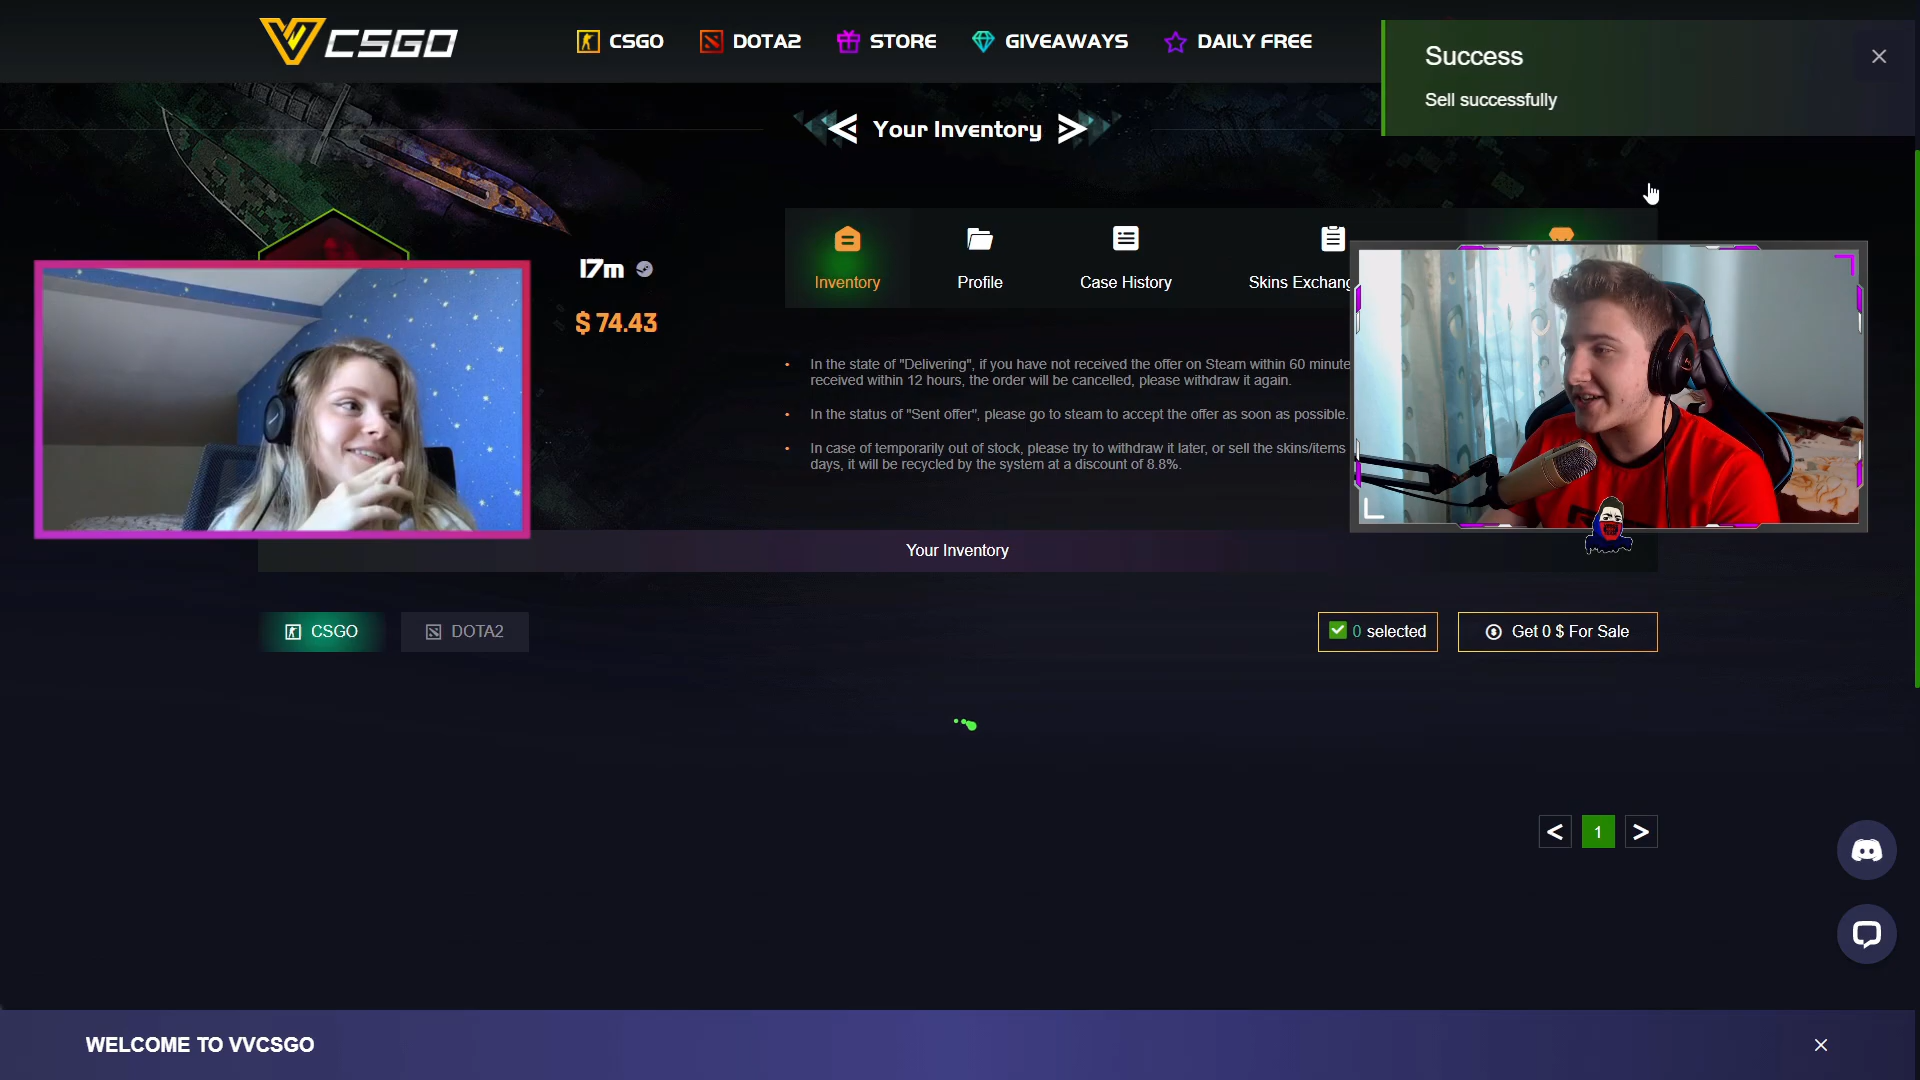 CSGO
CSGO
DOTA2
STORE
GIVEAWAYS
DAILY FREE
Success
Sell successfully
Your Inventory
17m
$ 74.43
Inventory
Profile
Case History
Skins Exchang
In the state of "Delivering", if you have not received the offer on Steam within 60 minute
received within 12 hours, the order will be cancelled, please withdraw it again.
In the status of "Sent offer", please go to steam to accept the offer as soon as possible.
In case of temporarily out of stock, please try to withdraw it later, or sell the skins/items
days, it will be recycled by the system at a discount of 8.8%.
Your Inventory
CSGO
DOTA2
0 selected
Get 0 $ For Sale
< 1 >
WELCOME TO VVCSGO